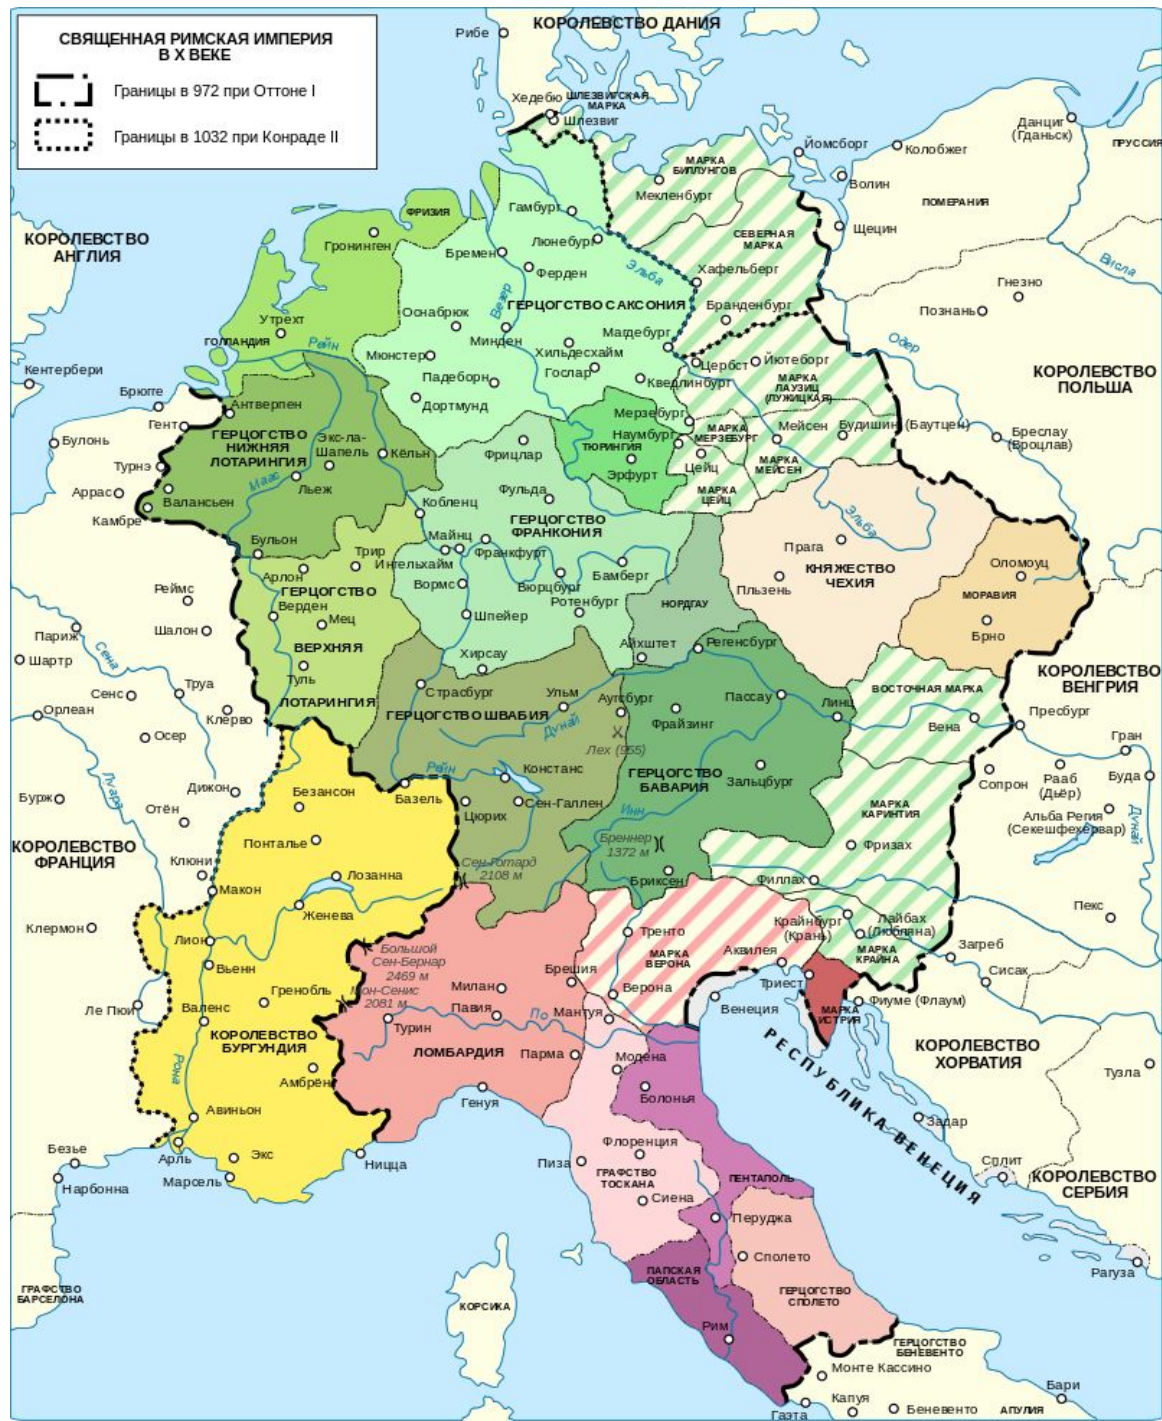 СВЯЩЕННАЯ РИМСКАЯ ИМПЕРИЯ
В X ВЕКЕ
Границы в 972 при Оттоне I
Границы в 1032 при Конраде II
КОРОЛЕВСТВО ДАНИЯ
Рибе
Хедебю
ШЛЕЗВИГСКАЯ
МАРКА
Шлезвиг
Данциг
(Гданьск)
ПРУССИЯ
Йомсборг
Колобжег
МАРКА
БИЛЛУНГОВ
Мекленбург
Волин
ПОМЕРАНИЯ
ФРИЗИЯ
Гамбург
Щецин
КОРОЛЕВСТВО
АНГЛИЯ
Гронинген
Люнебург
СЕВЕРНАЯ
МАРКА
Бремен
Ферден
Эльба
Хафельберг
Висла
Гнезно
Везер
ГЕРЦОГСТВО САКСОНИЯ
Бранденбург
Познань
Оснабрюк
Утрехт
ГОЛЛАНДИЯ
Рейн
Минден
Магдебург
Одер
Мюнстер
Хильдесхайм
Гослар
Цербст
Йютеборг
Кентербери
Падеборн
Кведлинбург
МАРКА
ЛАУЗИЦ
(ЛУЖИЦКАЯ)
КОРОЛЕВСТВО
ПОЛЬША
Брюгге
Антверпен
Дортмунд
Мерзебург
Гент
ГЕРЦОГСТВО
НИЖНЯЯ
ЛОТАРИНГИЯ
Экс-ла-
Шапель
Наумбург
МАРКА
МЕРЗЕБУРГ
Мейсен
Будишин (Баутцен)
Бреслау
(Вроцлав)
Булонь
Кёльн
Фрицлар
ТЮРИНГИЯ
Турнэ
Маас
Льеж
Эрфурт
Цейц
МАРКА
МЕЙСЕН
МАРКА
ЦЕЙЦ
Аррас
Валансьен
Фульда
Камбре
Кобленц
ГЕРЦОГСТВО
ФРАНКОНИЯ
Эльба
Бульон
Трир
Майнц
Ингельхайм
Франкфурт
Прага
КНЯЖЕСТВО
ЧЕХИЯ
Оломоуц
Арлон
Вормс
Вюрцбург
Бамберг
Пльзень
МОРАВИЯ
Реймс
ГЕРЦОГСТВО
ВЕРХНЯЯ
ЛОТАРИНГИЯ
Верден
Мец
Шпейер
Ротенбург
НОРДГАУ
Брно
Париж
Шалон
Сена
Айхштет
Регенсбург
Шартр
Хирсау
Туль
КОРОЛЕВСТВО
ВЕНГРИЯ
Сенс
Труа
Страсбург
Ульм
Аугсбург
Пассау
ВОСТОЧНАЯ МАРКА
Орлеан
Клерво
ГЕРЦОГСТВО ШВАБИЯ
Дунай
Фрайзинг
Линц
Вена
Пресбург
Осер
Лех (955)
Гран
Рейн
Констанс
ГЕРЦОГСТВО
БАВАРИЯ
Зальцбург
Луара
Дижон
Безансон
Базель
Сопрон
Рааб
(Дьёр)
Буда
Бурж
Отён
Цюрих
Сен-Галлен
Инн
МАРКА
КАРИНТИЯ
Альба Регия
(Секешфехервар)
Дунай
КОРОЛЕВСТВО
ФРАНЦИЯ
Понталье
Бреннер
1372 м
Фризах
Клюни
Лозанна
Сен-Готард
2108 м
Макон
Бриксен
Филлах
Женева
Пекс
Клермон
Лион
Тренто
Крайнбург
(Крань)
Лайбах
(Любляна)
Большой
Сен-Бернар
2469 м
МАРКА
ВЕРОНА
Аквилея
МАРКА
КРАЙНА
Загреб
Вьенн
Брешия
Сисак
Гренобль
Мон-Сенис
2081 м
Милан
Верона
Триест
Ле Пюи
Валенс
Павия
По
Мантуя
Венеция
МАРКА
ИСТРИЯ
Фиуме (Флаум)
КОРОЛЕВСТВО
БУРГУНДИЯ
Турин
ЛОМБАРДИЯ
Парма
Модена
КОРОЛЕВСТВО
ХОРВАТИЯ
Рона
Амбрён
Тузла
Генуя
Болонья
РЕСПУБЛИКА ВЕНЕЦИЯ
Авиньон
Задар
Безье
Арль
Экс
Ницца
Флоренция
Пиза
ГРАФСТВО
ТОСКАНА
ПЕНТАПОЛЬ
Сплит
КОРОЛЕВСТВО
СЕРБИЯ
Нарбонна
Марсель
Сиена
Перуджа
Сполето
ПАПСКАЯ
ОБЛАСТЬ
Рагуза
ГРАФСТВО
БАРСЕЛОНА
КОРСИКА
ГЕРЦОГСТВО
СПОЛЕТО
Рим
ГЕРЦОГСТВО
БЕНЕВЕНТО
Монте Кассино
Бари
Гаэта
Капуя
Беневенто
АПУЛИЯ